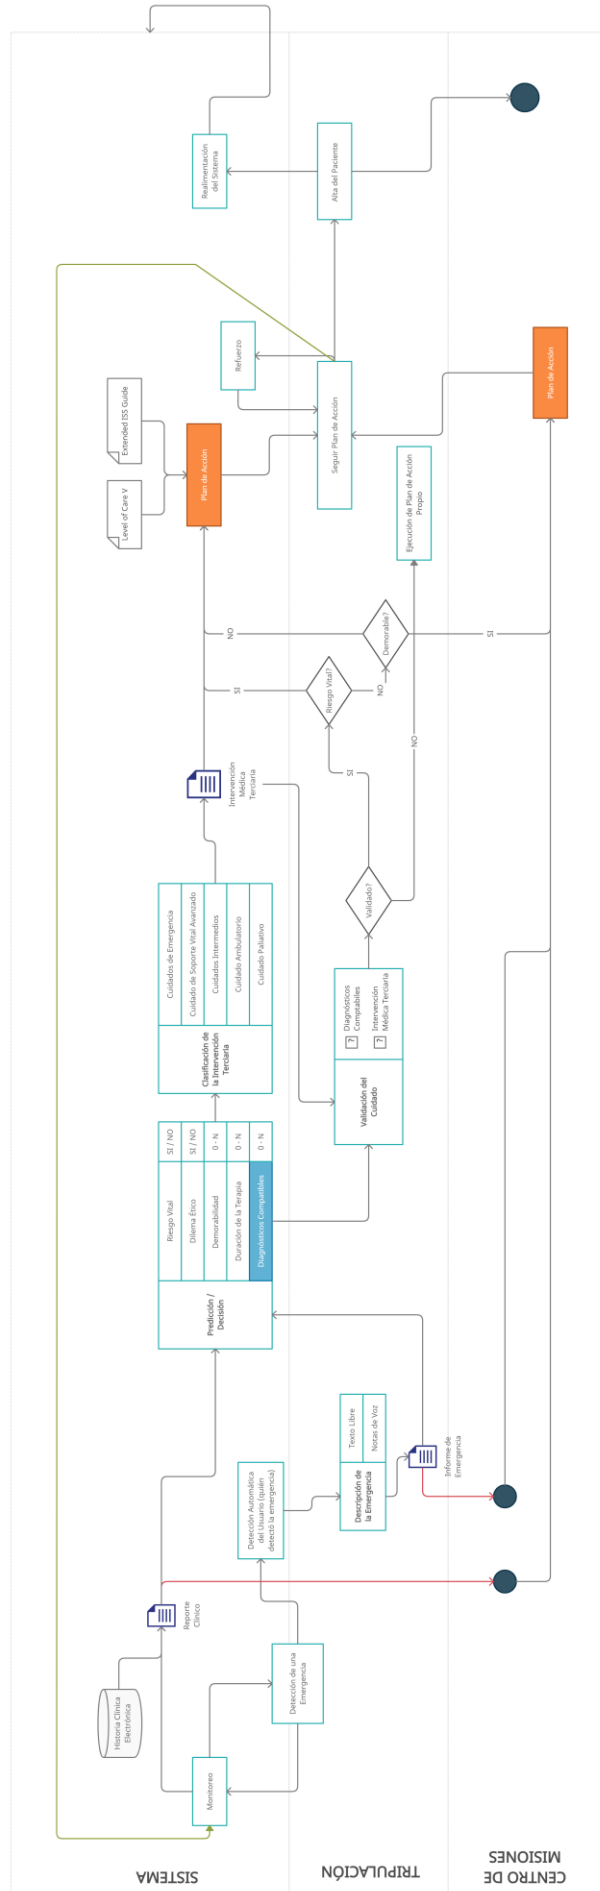 SISTEMA
TRIPULACIÓN
CENTRO DE
MISIONES
Monitoreo
Historia Clínica
Electrónica
Detección de una
Emergencia
Reporte
Clínico
Detección Automática
del Usuario (quién
detectó la emergencia)
Descripción de
la Emergencia
Texto Libre
Notas de Voz
Informe de
Emergencia
Predicción /
Decisión
Riesgo Vital
SI / NO
Dilema Ético
SI / NO
Demorabilidad
0 - N
Duración de la Terapia
0 - N
Diagnósticos Compatibles
0 - N
Clasificación de
la Intervención
Terciaria
Cuidados de Emergencia
Cuidado de Soporte Vital Avanzado
Cuidados Intermedios
Cuidado Ambulatorio
Cuidado Paliativo
Validación del
Cuidado
?
Diagnósticos
Comptabiles
?
Intervención
Médica Terciaria
Intervención
Médica
Terciaria
Validado?
SI
NO
Riesgo Vital?
SI
NO
Demorable?
NO
SI
Level of Care V
Extended ISS Guide
Plan de Acción
Ejecución de Plan de Acción
Propio
Seguir Plan de Acción
Refuerzo
Plan de Acción
Alta del Paciente
Realimentación
del Sistema